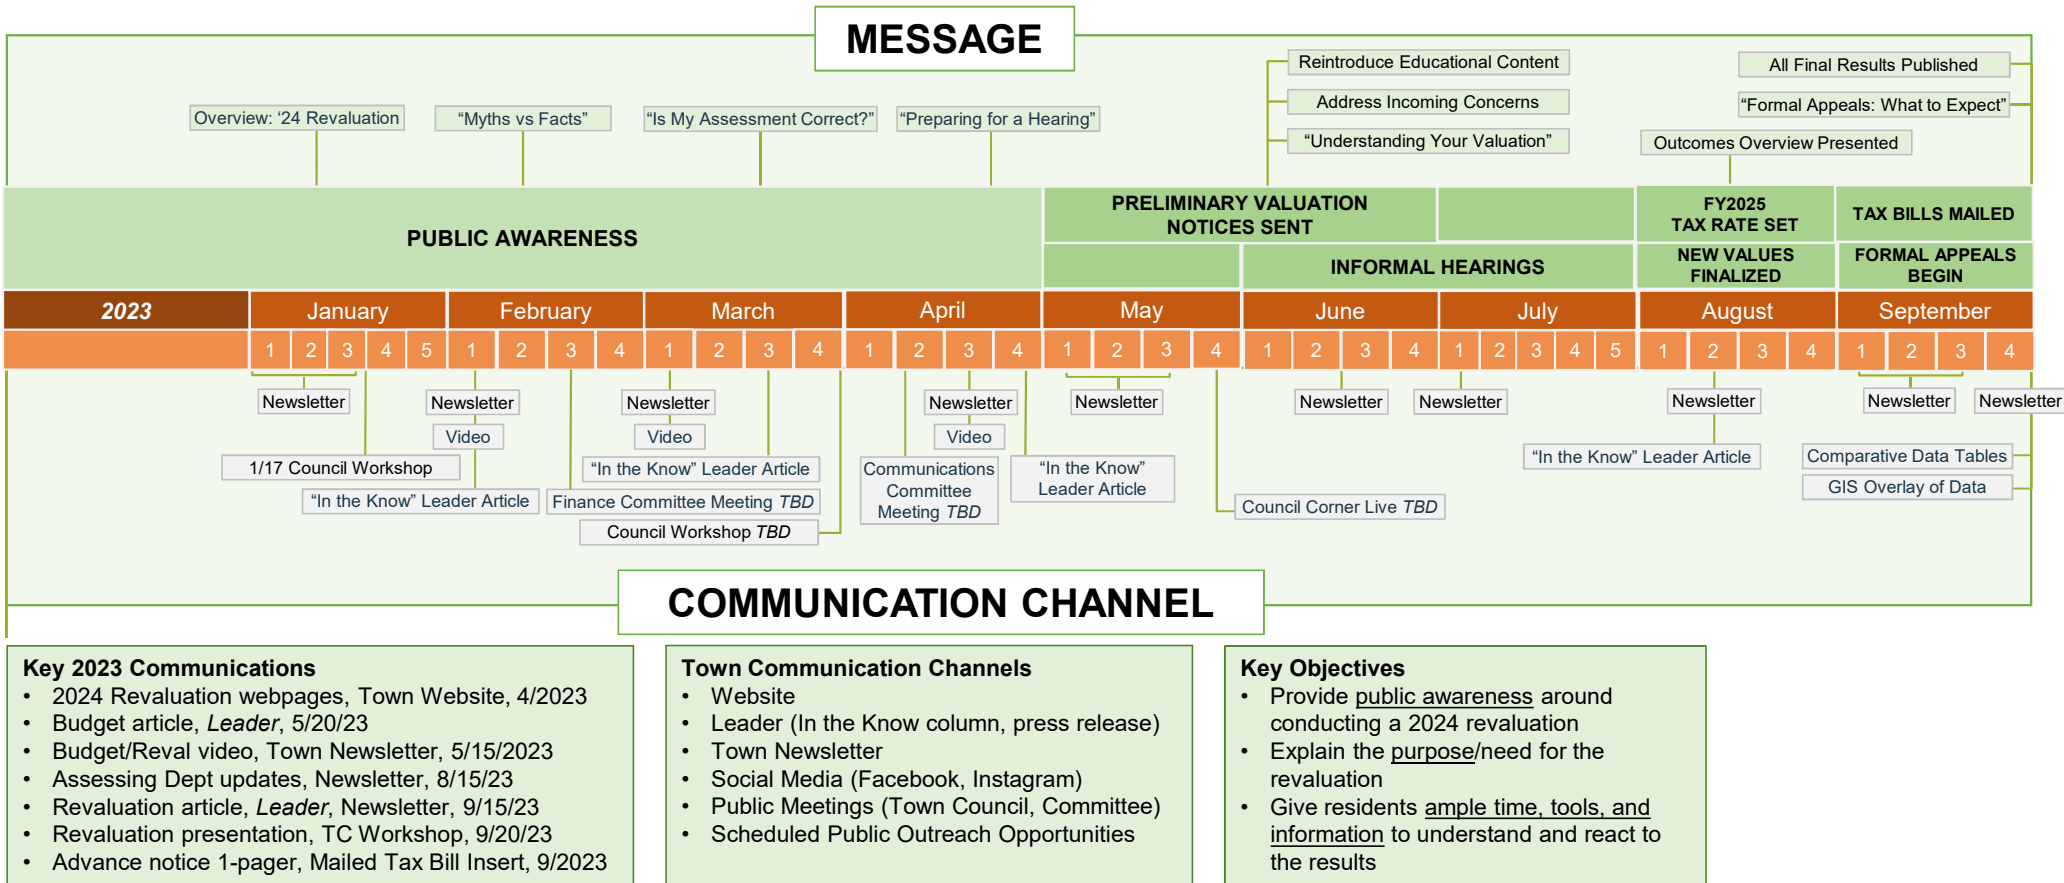 MESSAGE
Reintroduce Educational Content
All Final Results Published
Address Incoming Concerns
“Formal Appeals: What to Expect”
Overview: ‘24 Revaluation
“Myths vs Facts”
“Is My Assessment Correct?”
“Preparing for a Hearing”
“Understanding Your Valuation”
Outcomes Overview Presented
PUBLIC AWARENESS
PRELIMINARY VALUATION
NOTICES SENT
FY2025
TAX RATE SET
TAX BILLS MAILED
INFORMAL HEARINGS
NEW VALUES
FINALIZED
FORMAL APPEALS
BEGIN
2023 January February March April May June July August September
1 2 3 4 5 1 2 3 4 1 2 3 4 1 2 3 4 1 2 3 4 1 2 3 4 1 2 3 4 5 1 2 3 4 1 2 3 4
Newsletter Newsletter Newsletter Newsletter Newsletter Newsletter Newsletter Newsletter Newsletter Newsletter
Video Video Video
1/17 Council Workshop
“In the Know” Leader Article
“In the Know” Leader Article
Finance Committee Meeting TBD
Council Workshop TBD
Communications
Committee
Meeting TBD
“In the Know”
Leader Article
Council Corner Live TBD
“In the Know” Leader Article
Comparative Data Tables
GIS Overlay of Data
COMMUNICATION CHANNEL
Key 2023 Communications
• 2024 Revaluation webpages, Town Website, 4/2023
• Budget article, Leader, 5/20/23
• Budget/Reval video, Town Newsletter, 5/15/2023
• Assessing Dept updates, Newsletter, 8/15/23
• Revaluation article, Leader, Newsletter, 9/15/23
• Revaluation presentation, TC Workshop, 9/20/23
• Advance notice 1-pager, Mailed Tax Bill Insert, 9/2023
Town Communication Channels
• Website
• Leader (In the Know column, press release)
• Town Newsletter
• Social Media (Facebook, Instagram)
• Public Meetings (Town Council, Committee)
• Scheduled Public Outreach Opportunities
Key Objectives
• Provide public awareness around
conducting a 2024 revaluation
• Explain the purpose/need for the
revaluation
• Give residents ample time, tools, and
information to understand and react to
the results